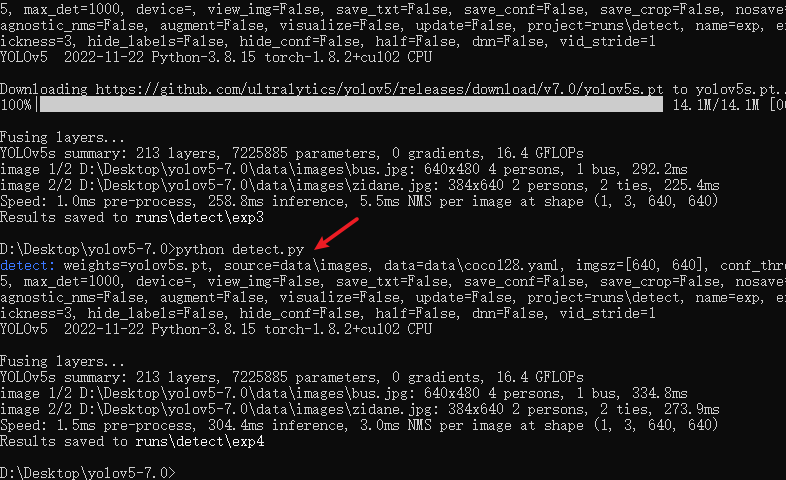 5, max_det=1000, device=, view_img=False, save_txt=False, save_conf=False, save_crop=False, nosave
agnostic_nms=False, augment=False, visualize=False, update=False, project=runs\detect, name=exp, e
ickness=3, hide_labels=False, hide_conf=False, half=False, dnn=False, vid_stride=1
YOLOv5  2022-11-22 Python-3.8.15 torch-1.8.2+cu102 CPU

Downloading https://github.com/ultralytics/yolov5/releases/download/v7.0/yolov5s.pt to yolov5s.pt..
100% 14.1M/14.1M [0

Fusing layers...
YOLOv5s summary: 213 layers, 7225885 parameters, 0 gradients, 16.4 GFLOPs
image 1/2 D:\Desktop\yolov5-7.0\data\images\bus.jpg: 640x480 4 persons, 1 bus, 292.2ms
image 2/2 D:\Desktop\yolov5-7.0\data\images\zidane.jpg: 384x640 2 persons, 2 ties, 225.4ms
Speed: 1.0ms pre-process, 258.8ms inference, 5.5ms NMS per image at shape (1, 3, 640, 640)
Results saved to runs\detect\exp3

D:\Desktop\yolov5-7.0>python detect.py
detect: weights=yolov5s.pt, source=data\images, data=data\coco128.yaml, imgsz=[640, 640], conf_thr
5, max_det=1000, device=, view_img=False, save_txt=False, save_conf=False, save_crop=False, nosave
agnostic_nms=False, augment=False, visualize=False, update=False, project=runs\detect, name=exp, e
ickness=3, hide_labels=False, hide_conf=False, half=False, dnn=False, vid_stride=1
YOLOv5  2022-11-22 Python-3.8.15 torch-1.8.2+cu102 CPU

Fusing layers...
YOLOv5s summary: 213 layers, 7225885 parameters, 0 gradients, 16.4 GFLOPs
image 1/2 D:\Desktop\yolov5-7.0\data\images\bus.jpg: 640x480 4 persons, 1 bus, 334.8ms
image 2/2 D:\Desktop\yolov5-7.0\data\images\zidane.jpg: 384x640 2 persons, 2 ties, 273.9ms
Speed: 1.5ms pre-process, 304.4ms inference, 3.0ms NMS per image at shape (1, 3, 640, 640)
Results saved to runs\detect\exp4

D:\Desktop\yolov5-7.0>